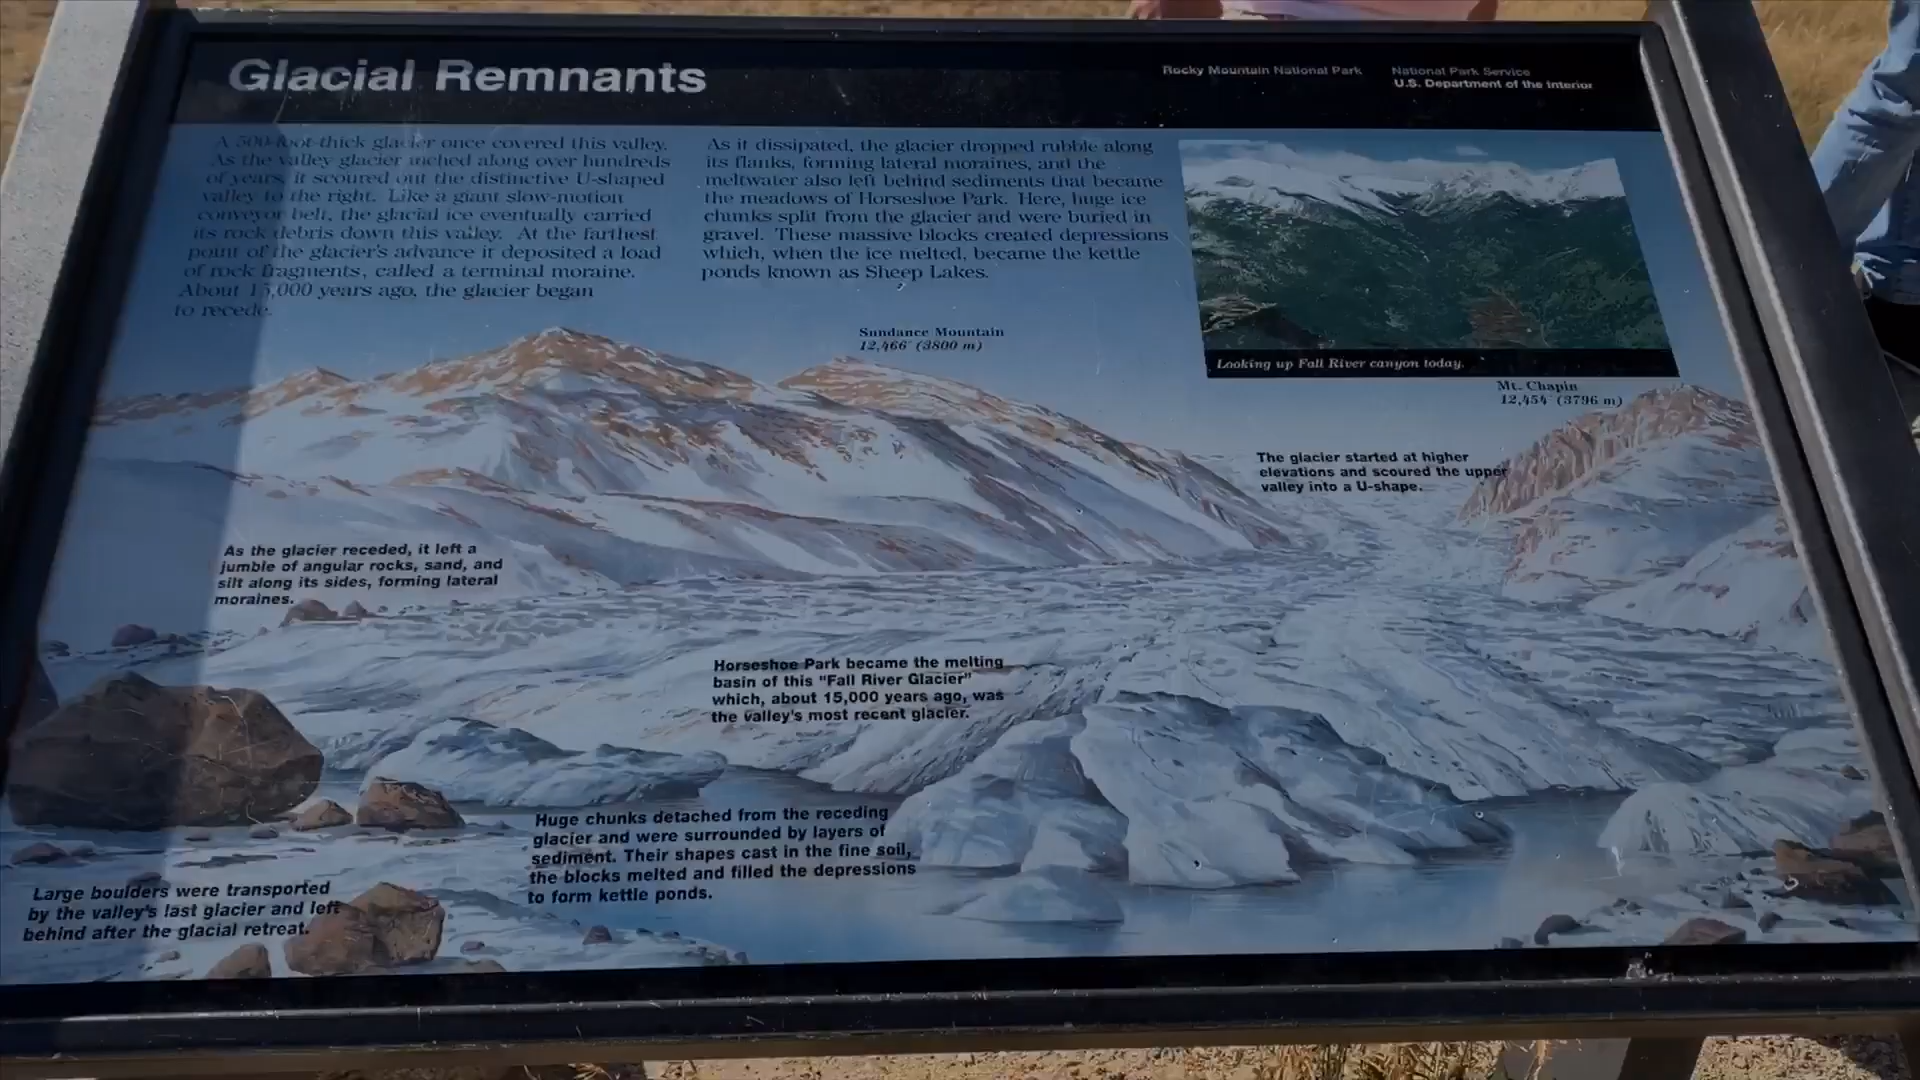 Glacial Remnants
Rocky Mountain National Park
National Park Service
U.S. Department of the Interior
A 500-foot-thick glacier once covered this valley.
As the valley glacier inched along over hundreds
of years, it scoured out the distinctive U-shaped
valley to the right. Like a giant slow-motion
conveyor belt, the glacial ice eventually carried
its rock debris down this valley. At the farthest
point of the glacier's advance it deposited a load
of rock fragments, called a terminal moraine.
About 15,000 years ago, the glacier began
to recede.
As it dissipated, the glacier dropped rubble along
its flanks, forming lateral moraines, and the
meltwater also left behind sediments that became
the meadows of Horseshoe Park. Here, huge ice
chunks split from the glacier and were buried in
gravel. These massive blocks created depressions
which, when the ice melted, became the kettle
ponds known as Sheep Lakes.
Looking up Fall River canyon today.
Sundance Mountain
12,466' (3800 m)
Mt. Chapin
12,454' (3796 m)
The glacier started at higher
elevations and scoured the upper
valley into a U-shape.
As the glacier receded, it left a
jumble of angular rocks, sand, and
silt along its sides, forming lateral
moraines.
Horseshoe Park became the melting
basin of this "Fall River Glacier"
which, about 15,000 years ago, was
the valley's most recent glacier.
Huge chunks detached from the receding
glacier and were surrounded by layers of
sediment. Their shapes cast in the fine soil,
the blocks melted and filled the depressions
to form kettle ponds.
Large boulders were transported
by the valley's last glacier and left
behind after the glacial retreat.